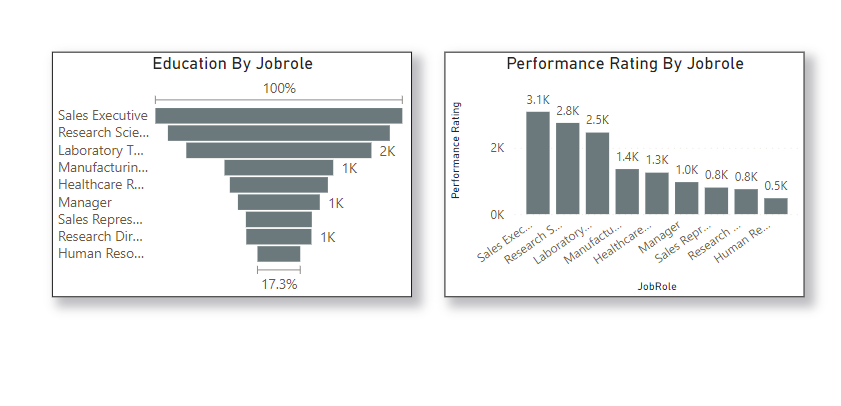 Education By Jobrole
100%
Sales Executive
Research Scie...
Laboratory T... 2K
Manufacturin... 1K
Healthcare R...
Manager 1K
Sales Repres...
Research Dir... 1K
Human Reso...
17.3%
Performance Rating By Jobrole
Performance Rating
2K
0K
3.1K
2.8K
2.5K
1.4K
1.3K
1.0K
0.8K
0.8K
0.5K
Sales Exec...
Research S...
Laboratory...
Manufactu...
Healthcare...
Manager
Sales Repr...
Research ...
Human Re...
JobRole